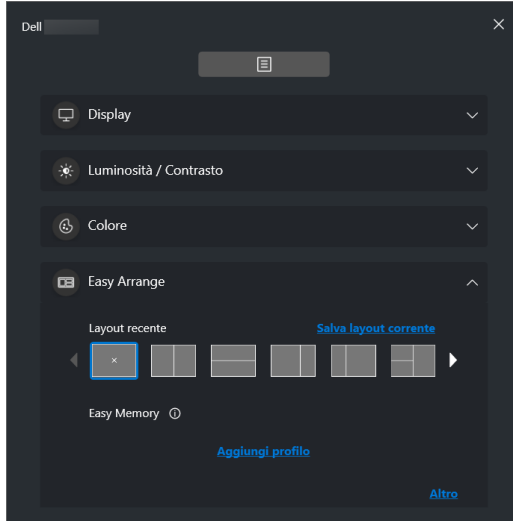 Dell
Display
Luminosità / Contrasto
Colore
Easy Arrange
Layout recente
Salva layout corrente
Easy Memory
Aggiungi profilo
Altro